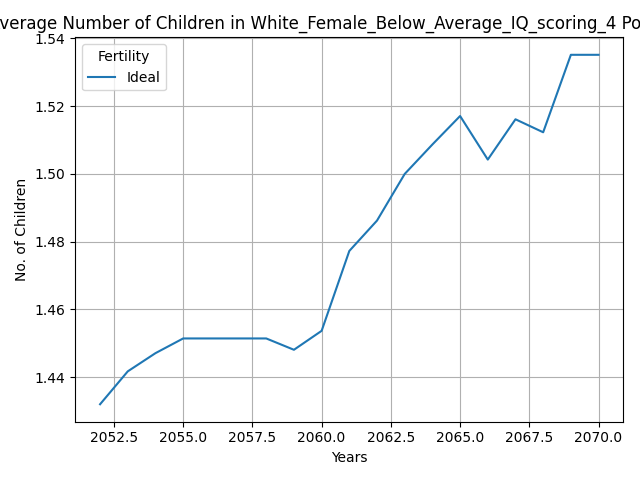 verage Number of Children in White_Female_Below_Average_IQ_scoring_4 Po
Fertility
Ideal
1.54
1.52
1.50
1.48
1.46
1.44
No. of Children
2052.5 2055.0 2057.5 2060.0 2062.5 2065.0 2067.5 2070.0
Years